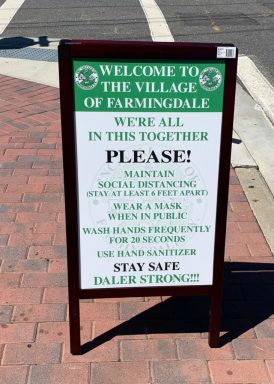 WELCOME TO
THE VILLAGE
OF FARMINGDALE
WE'RE ALL
IN THIS TOGETHER
PLEASE!
MAINTAIN
SOCIAL DISTANCING
(STAY AT LEAST 6 FEET APART)
WEAR A MASK
WHEN IN PUBLIC
WASH HANDS FREQUENTLY
FOR 20 SECONDS
USE HAND SANITIZER
STAY SAFE
DALER STRONG!!!